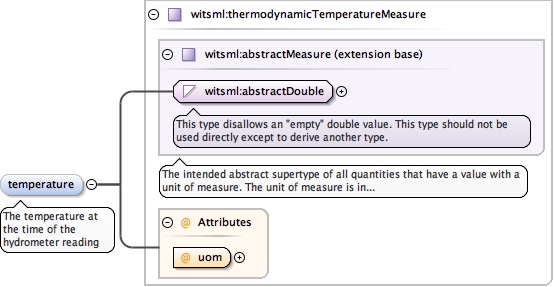 witsml:thermodynamicTemperatureMeasure
witsml:abstractMeasure (extension base)
witsml:abstractDouble
This type disallows an "empty" double value. This type should not be
used directly except to derive another type.
The intended abstract supertype of all quantities that have a value with a
unit of measure. The unit of measure is in...
temperature
The temperature at
the time of the
hydrometer reading
@ Attributes
@ uom